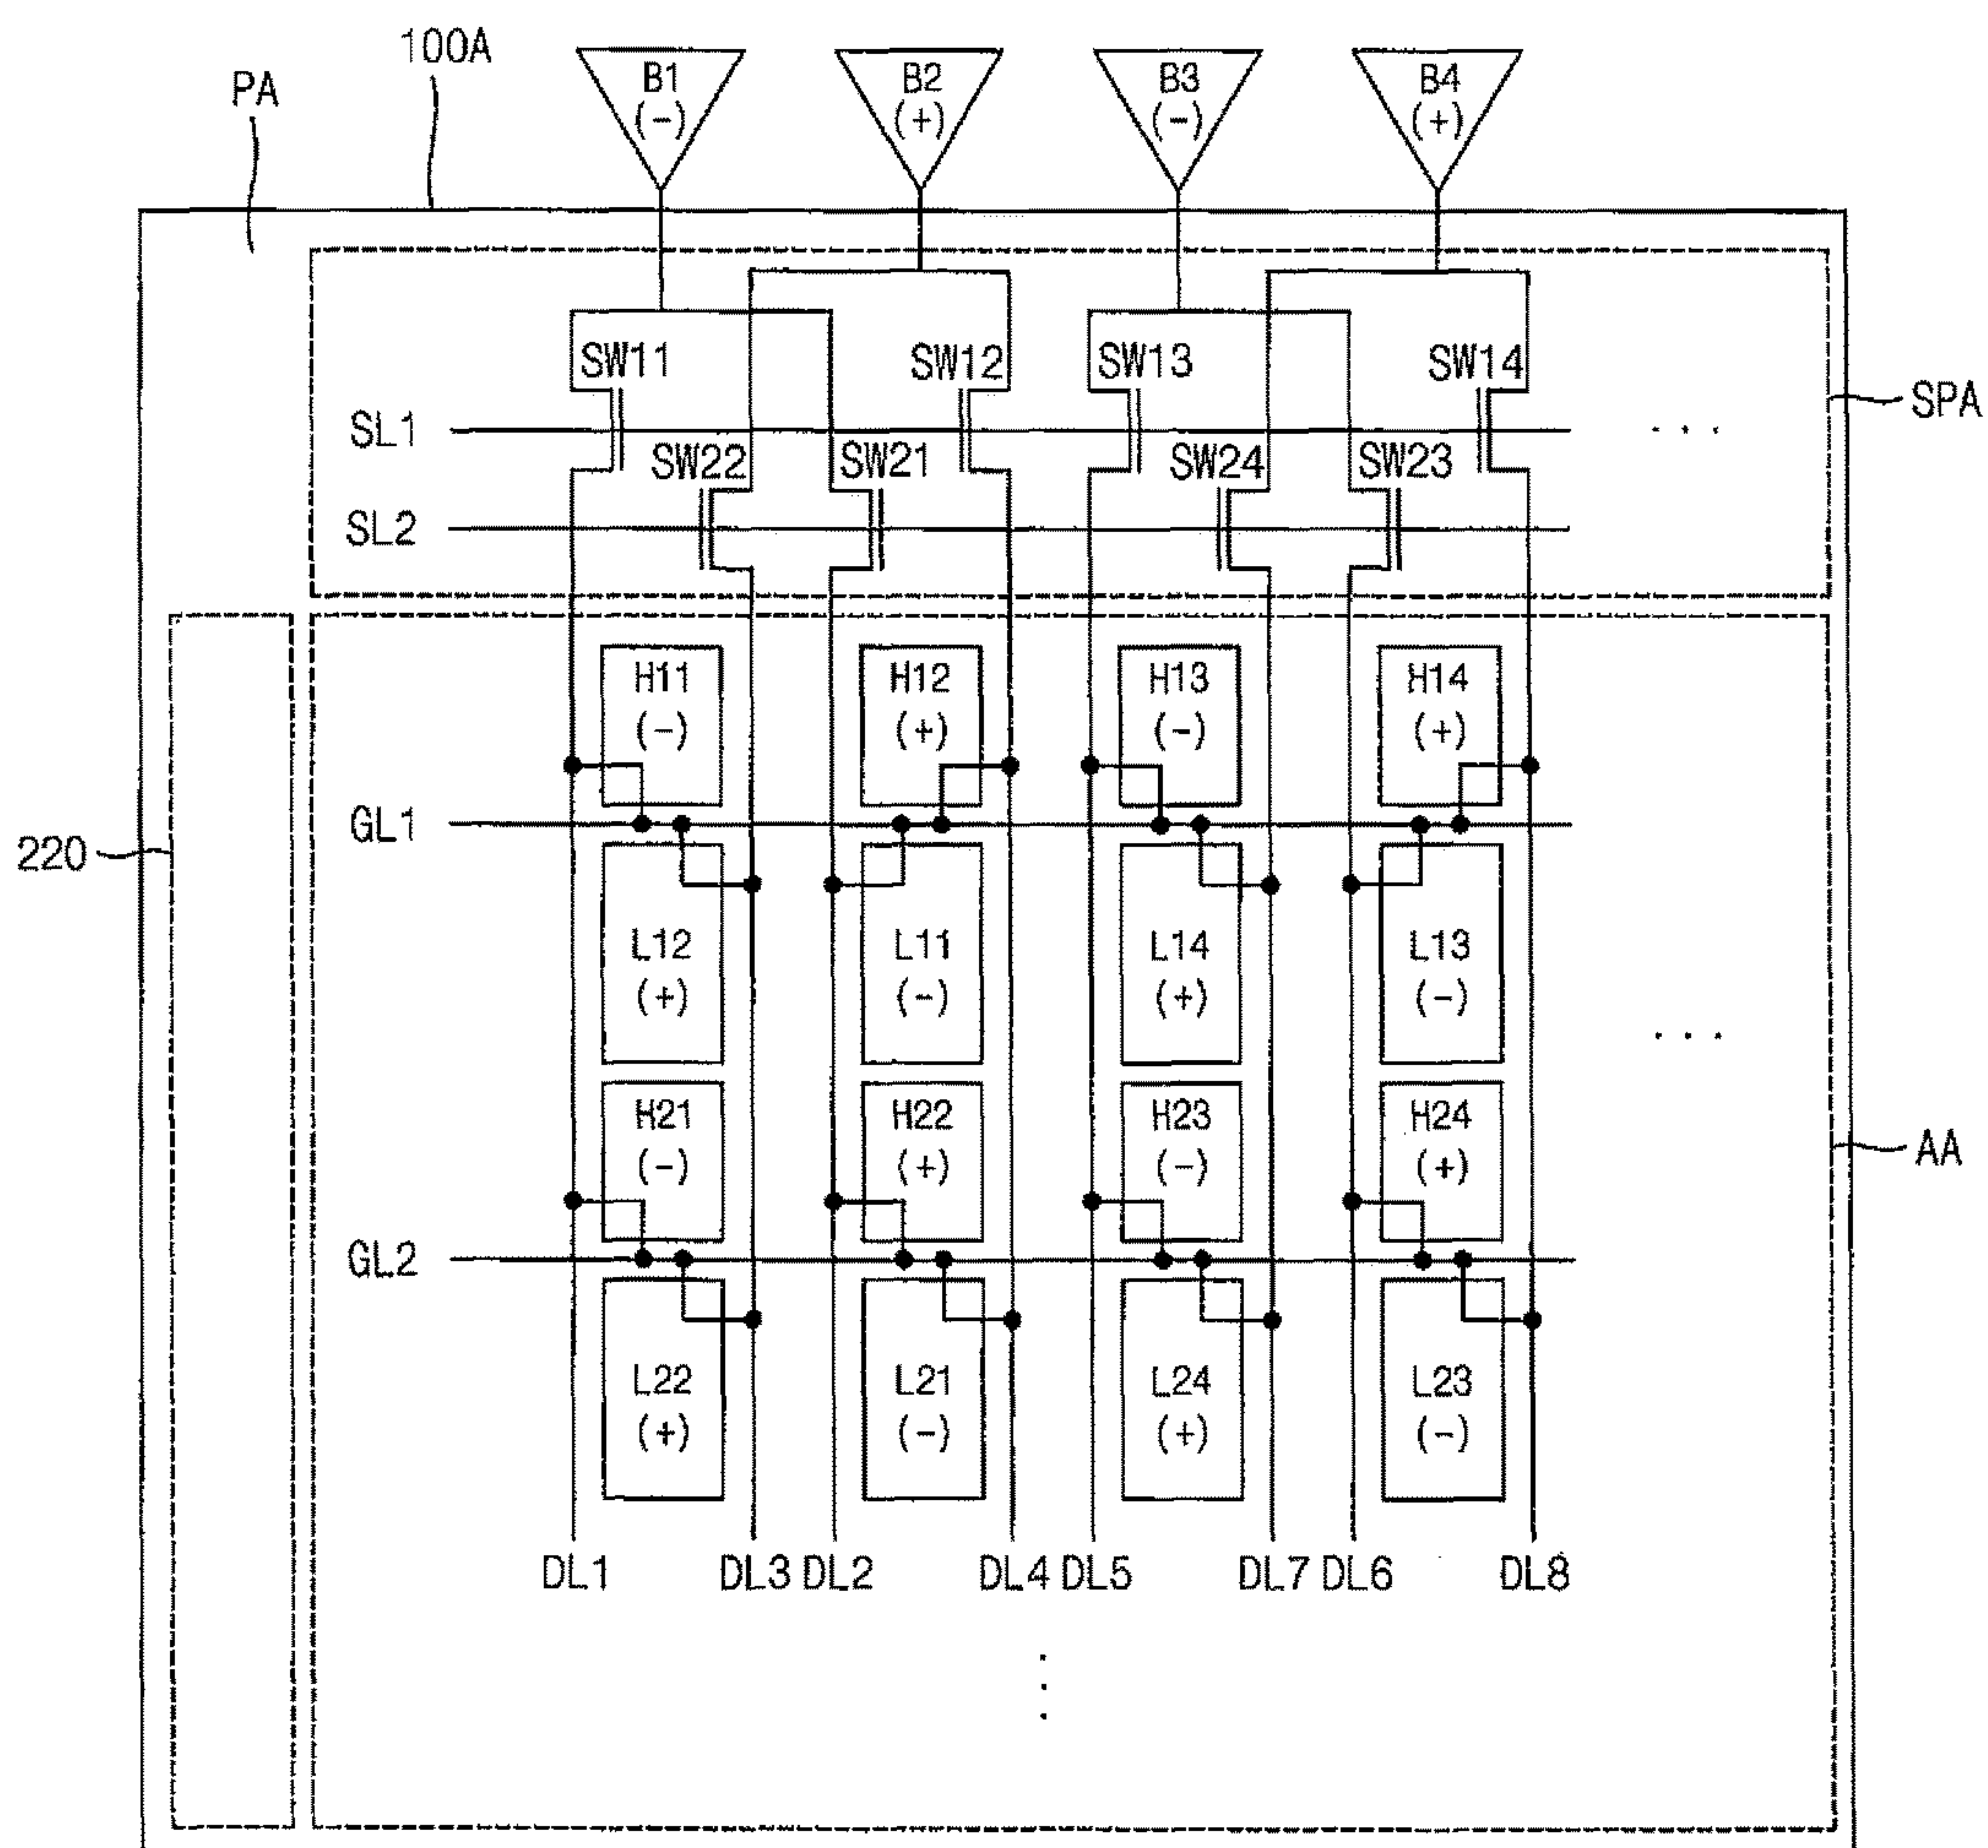 100A
PA
B1
(-)
B2
(+)
B3
(-)
B4
(+)
SW11
SW12
SW13
SW14
SPA
SL1
SW22
SW21
SW24
SW23
SL2
. . .
H11
(-)
H12
(+)
H13
(-)
H14
(+)
GL1
220
L12
(+)
L11
(-)
L14
(+)
L13
(-)
. . .
H21
(-)
H22
(+)
H23
(-)
H24
(+)
AA
GL2
L22
(+)
L21
(-)
L24
(+)
L23
(-)
DL1
DL3
DL2
DL4
DL5
DL7
DL6
DL8